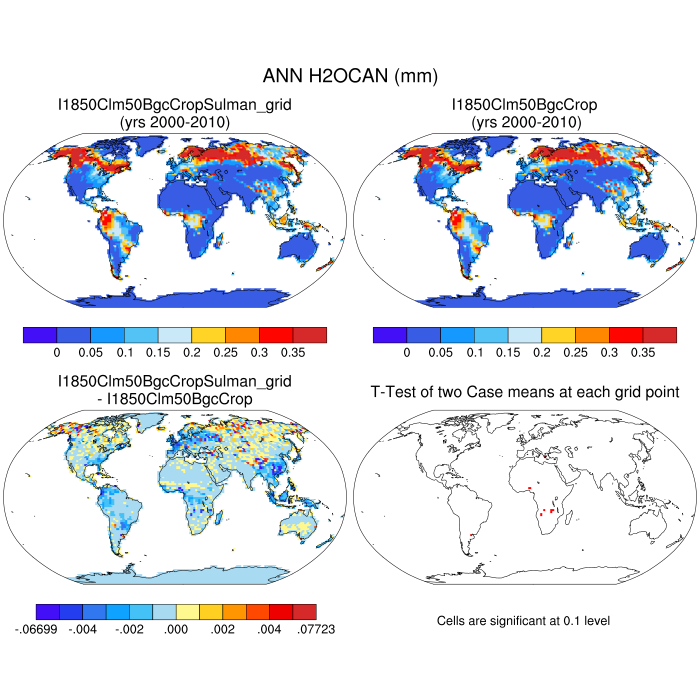 ANN H2OCAN (mm)
I1850Clm50BgcCropSulman_grid
(yrs 2000-2010)
I1850Clm50BgcCrop
(yrs 2000-2010)
0 0.05 0.1 0.15 0.2 0.25 0.3 0.35
0 0.05 0.1 0.15 0.2 0.25 0.3 0.35
I1850Clm50BgcCropSulman_grid
- I1850Clm50BgcCrop
T-Test of two Case means at each grid point
-.06699 -.004 -.002 .000 .002 .004 .07723
Cells are significant at 0.1 level